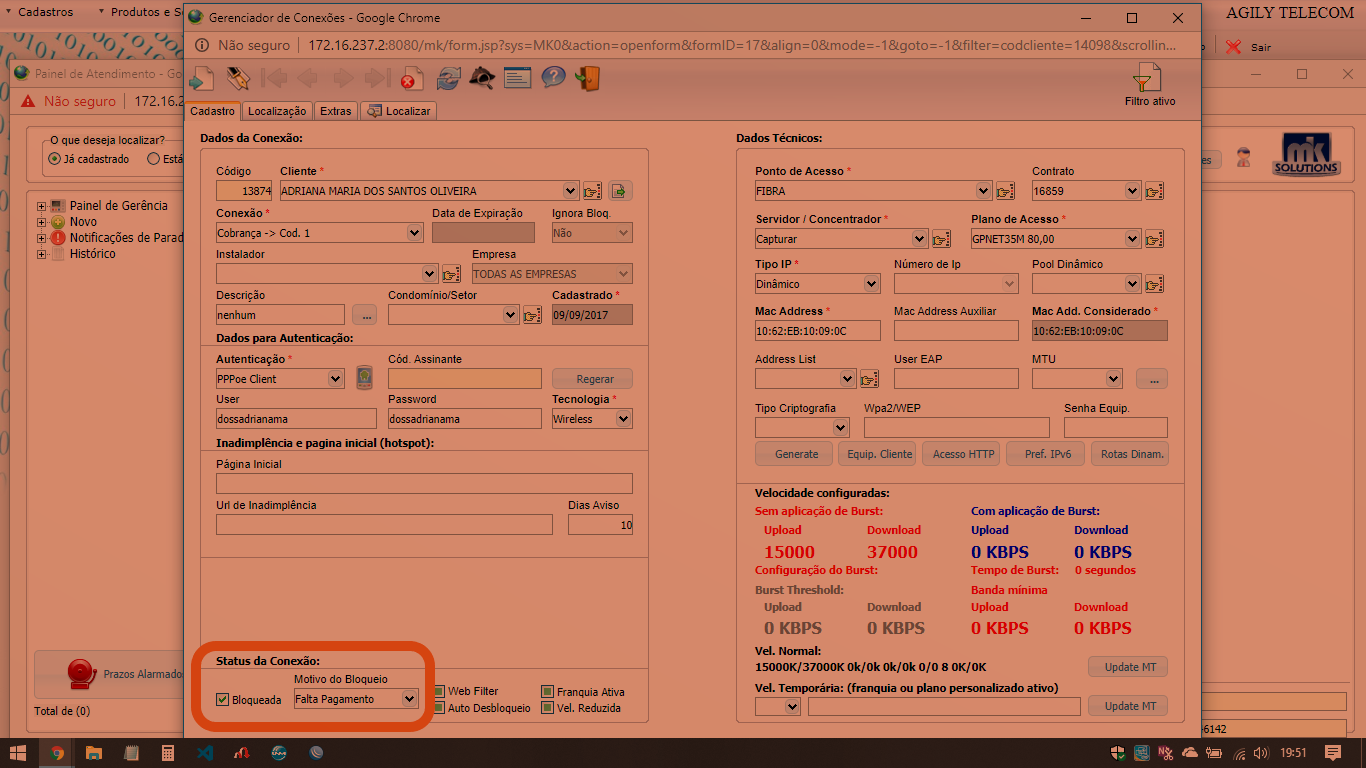 Cadastros
Produtos e S
Gerenciador de Conexões - Google Chrome
AGILY TELECOM
Não seguro
172.16.237.2:8080/mk/form.jsp?sys=MK0&action=openform&formID=17&align=0&mode=-1&goto=-1&filter=codcliente=14098&scrollin...
Sair
Painel de Atendimento - Go
Não seguro
172.16.2
Filtro ativo
Cadastro
Localização
Extras
Localizar
O que deseja localizar?
Já cadastrado
Está
Dados da Conexão:
Dados Técnicos:
es
mk
SOLUTIONS
Código
Cliente *
Ponto de Acesso *
Contrato
13874
ADRIANA MARIA DOS SANTOS OLIVEIRA
FIBRA
16859
Painel de Gerência
Novo
Notificações de Parad
Histórico
Conexão *
Data de Expiração
Ignora Bloq.
Servidor / Concentrador *
Plano de Acesso *
Cobrança -> Cod. 1
Não
Capturar
GPNET35M 80,00
Instalador
Empresa
Tipo IP *
Número de Ip
Pool Dinâmico
TODAS AS EMPRESAS
Dinâmico
Descrição
Condomínio/Setor
Cadastrado *
Mac Address *
Mac Address Auxiliar
Mac Add. Considerado *
nenhum
...
09/09/2017
10:62:EB:10:09:0C
10:62:EB:10:09:0C
Dados para Autenticação:
Autenticação *
Cód. Assinante
Address List
User EAP
MTU
PPPoe Client
Regerar
...
User
Password
Tecnologia *
Tipo Criptografia
Wpa2/WEP
Senha Equip.
dossadrianama
dossadrianama
Wireless
Inadimplência e pagina inicial (hotspot):
Generate
Equip. Cliente
Acesso HTTP
Pref. IPv6
Rotas Dinam.
Página Inicial
Url de Inadimplência
Dias Aviso
10
Velocidade configuradas:
Sem aplicação de Burst:
Com aplicação de Burst:
Upload
Download
Upload
Download
15000
37000
0 KBPS
0 KBPS
Configuração do Burst:
Tempo de Burst:
0 segundos
Burst Threshold:
Banda mínima
Upload
Download
Upload
Download
0 KBPS
0 KBPS
0 KBPS
0 KBPS
Vel. Normal:
15000K/37000K 0k/0k 0k/0k 0/0 8 0K/0K
Update MT
Vel. Temporária: (franquia ou plano personalizado ativo)
Update MT
Status da Conexão:
Motivo do Bloqueio
Bloqueada
Falta Pagamento
Web Filter
Franquia Ativa
Auto Desbloqueio
Vel. Reduzida
Prazos Alarmado
Total de (0)
6142
19:51